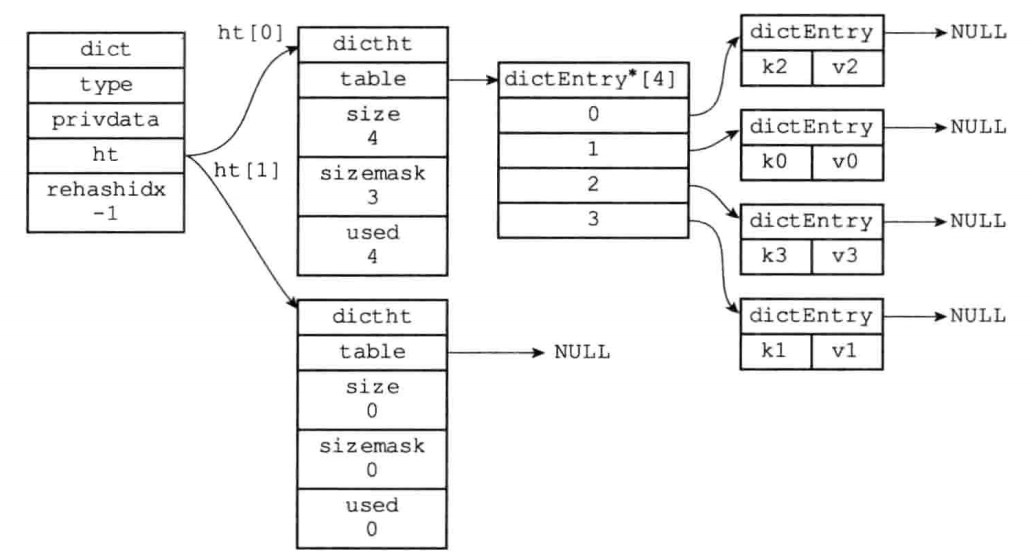 dict
type
privdata
ht
rehashidx
-1
ht[0]
ht[1]
dictht
table
size
4
sizemask
3
used
4
dictht
table
NULL
size
0
sizemask
0
used
0
dictEntry*[4]
0
1
2
3
dictEntry
NULL
k2 v2
dictEntry
NULL
k0 v0
dictEntry
NULL
k3 v3
dictEntry
NULL
k1 v1